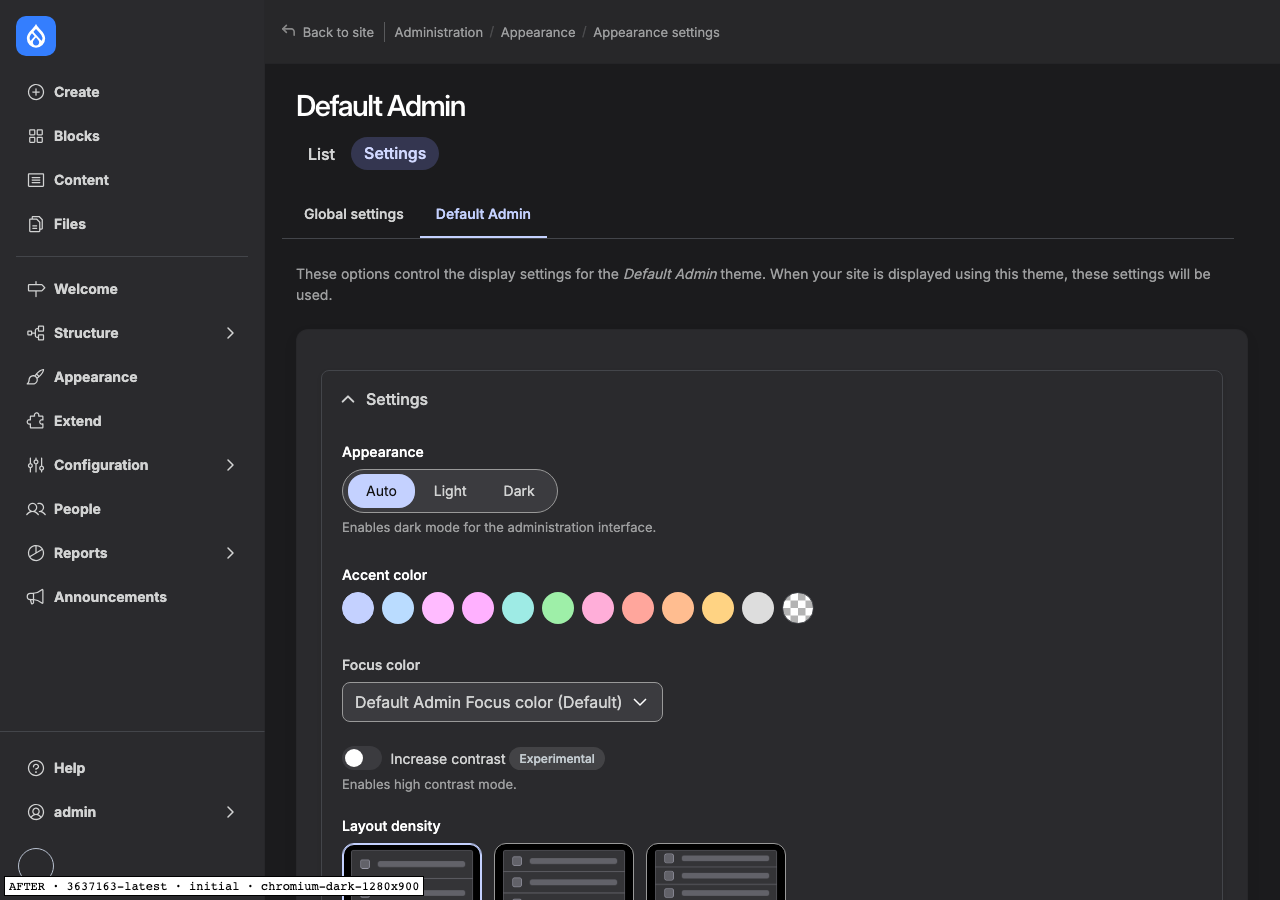 Back to site
Administration / Appearance / Appearance settings
Create
Blocks
Content
Files
Welcome
Structure
Appearance
Extend
Configuration
People
Reports
Announcements
Help
admin
Default Admin
List
Settings
Global settings
Default Admin
These options control the display settings for the Default Admin theme. When your site is displayed using this theme, these settings will be
used.
Settings
Appearance
Auto
Light
Dark
Enables dark mode for the administration interface.
Accent color
Focus color
Default Admin Focus color (Default)
Increase contrast
Experimental
Enables high contrast mode.
Layout density
AFTER • 3637163-latest • initial • chromium-dark-1280x900